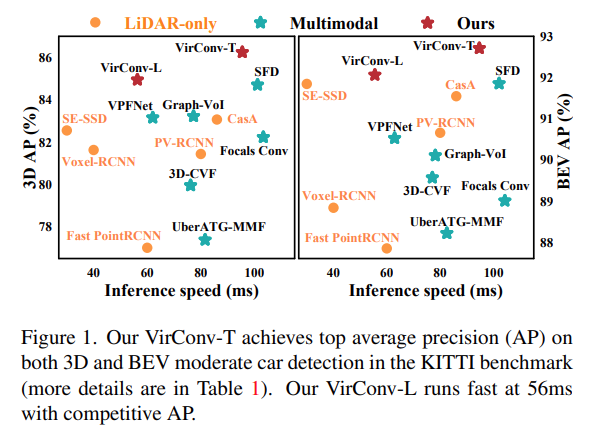 LiDAR-only Multimodal Ours
86
84
82
80
78
3D AP (%)
VirConv-T
VirConv-L
SFD
VPFNet
Graph-VoI
SE-SSD
CasA
Voxel-RCNN
PV-RCNN
Focals Conv
3D-CVF
UberATG-MMF
Fast PointRCNN
40 60 80 100
Inference speed (ms)
93
92
91
90
89
88
BEV AP (%)
VirConv-T
VirConv-L
SFD
SE-SSD
CasA
VPFNet
PV-RCNN
Graph-VoI
3D-CVF
Focals Conv
Voxel-RCNN
UberATG-MMF
Fast PointRCNN
40 60 80 100
Inference speed (ms)
Figure 1. Our VirConv-T achieves top average precision (AP) on
both 3D and BEV moderate car detection in the KITTI benchmark
(more details are in Table 1). Our VirConv-L runs fast at 56ms
with competitive AP.